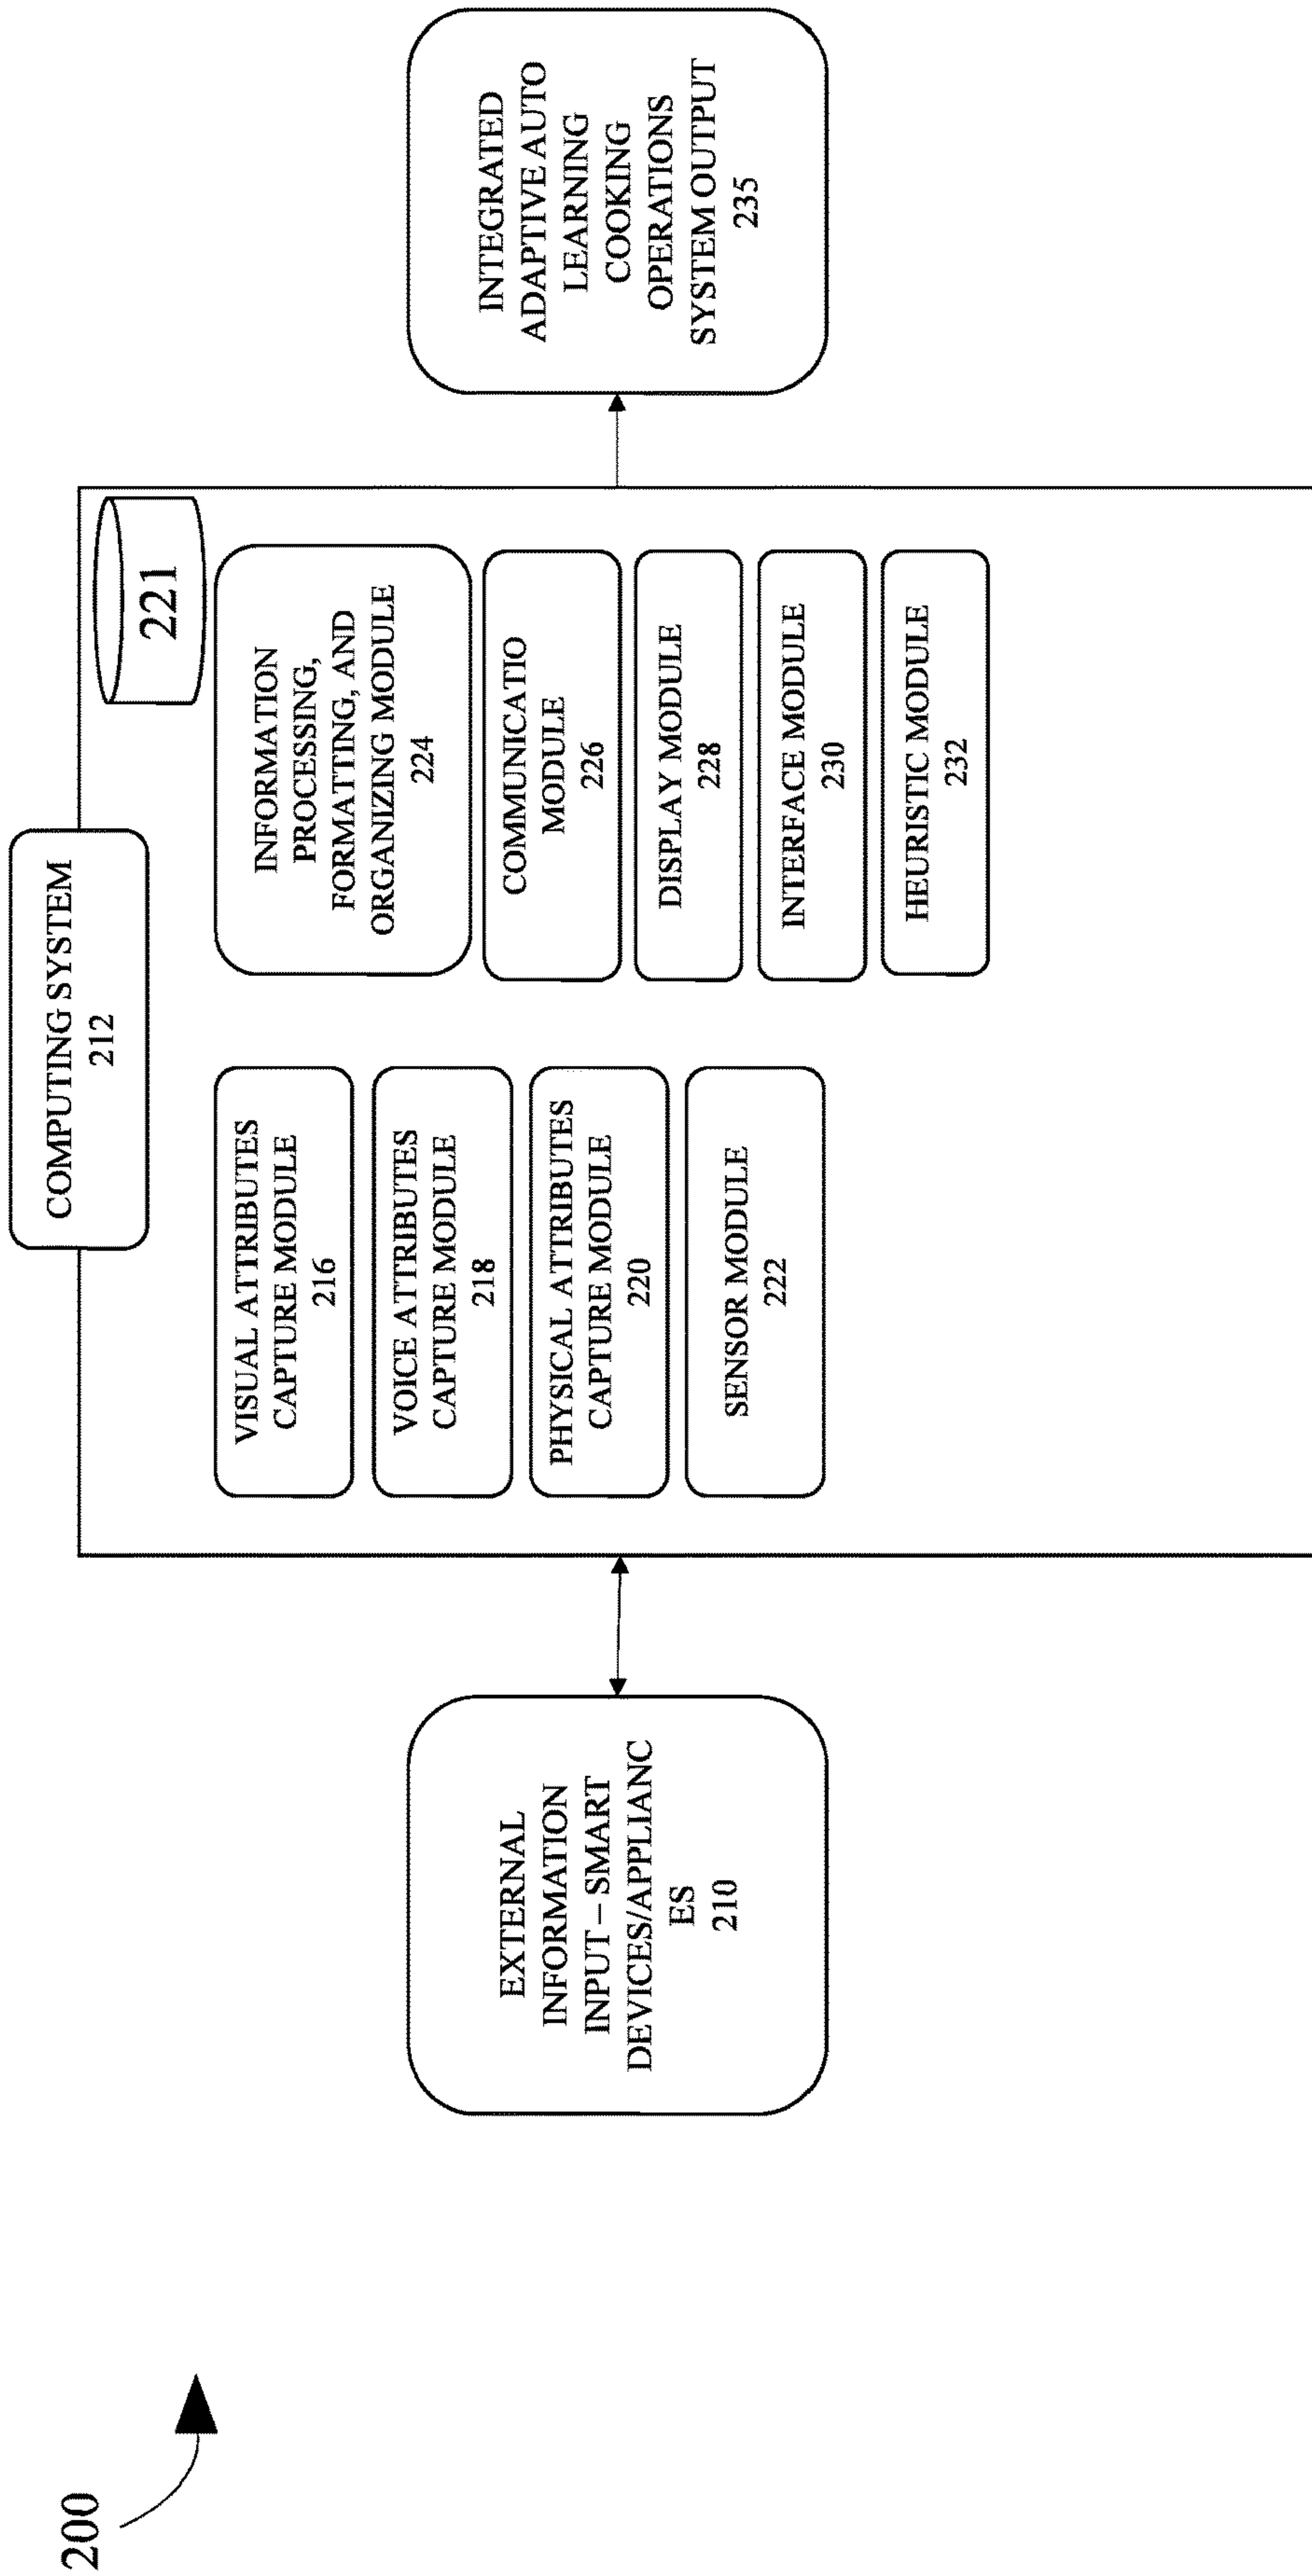 200
COMPUTING SYSTEM
212
EXTERNAL
INFORMATION
INPUT – SMART
DEVICES/APPLIANC
ES
210
VISUAL ATTRIBUTES
CAPTURE MODULE
216
VOICE ATTRIBUTES
CAPTURE MODULE
218
PHYSICAL ATTRIBUTES
CAPTURE MODULE
220
SENSOR MODULE
222
221
INFORMATION
PROCESSING,
FORMATTING, AND
ORGANIZING MODULE
224
COMMUNICATIO
MODULE
226
DISPLAY MODULE
228
INTERFACE MODULE
230
HEURISTIC MODULE
232
INTEGRATED
ADAPTIVE AUTO
LEARNING
COOKING
OPERATIONS
SYSTEM OUTPUT
235